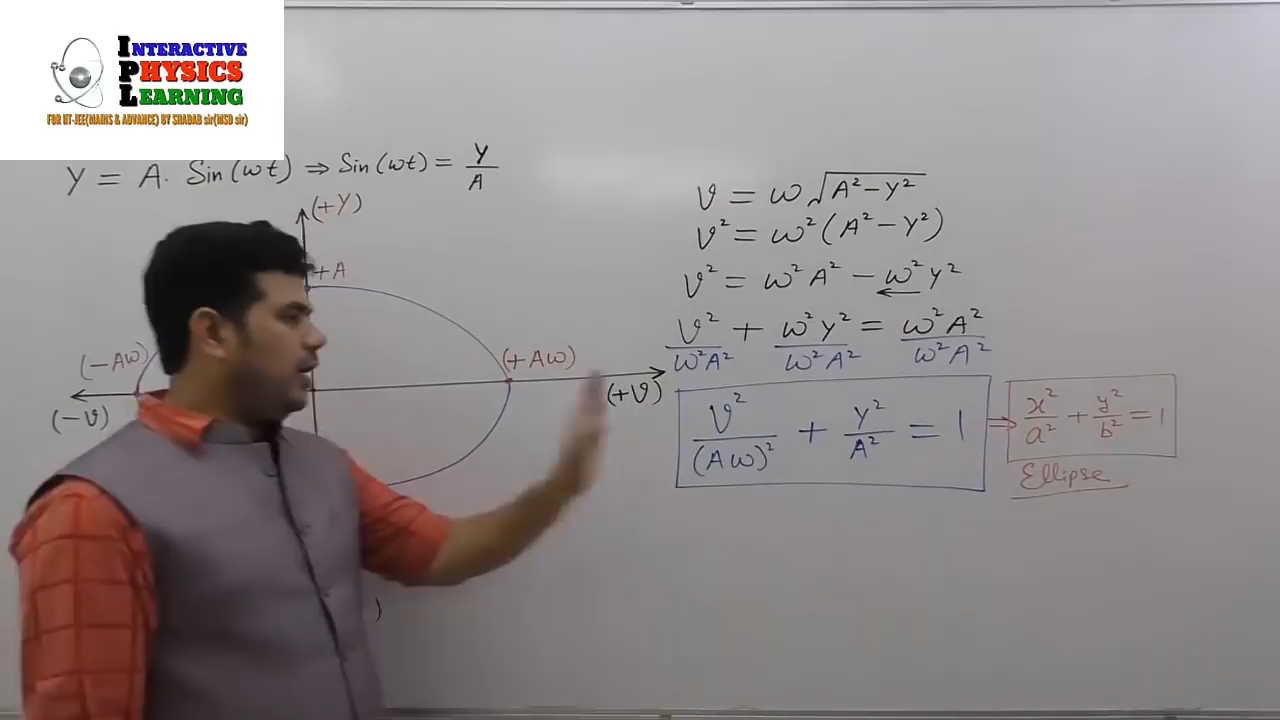 INTERACTIVE
PHYSICS
LEARNING
FOR IIT-JEE(MAINS & ADVANCE) BY SHADAB sir(MSD sir)
Y = A. Sin(ωt) ⇒ Sin(ωt) = Y/A
(+Y)
+A
(-Aω)
(+Aω)
(-V)
(+V)
V = ω√(A²-Y²)
V² = ω²(A²-Y²)
V² = ω²A² - ω²Y²
V²/ω²A² + ω²Y²/ω²A² = ω²A²/ω²A²
V²/(Aω)² + Y²/A² = 1 ⇒ x²/a² + y²/b² = 1
Ellipse
)